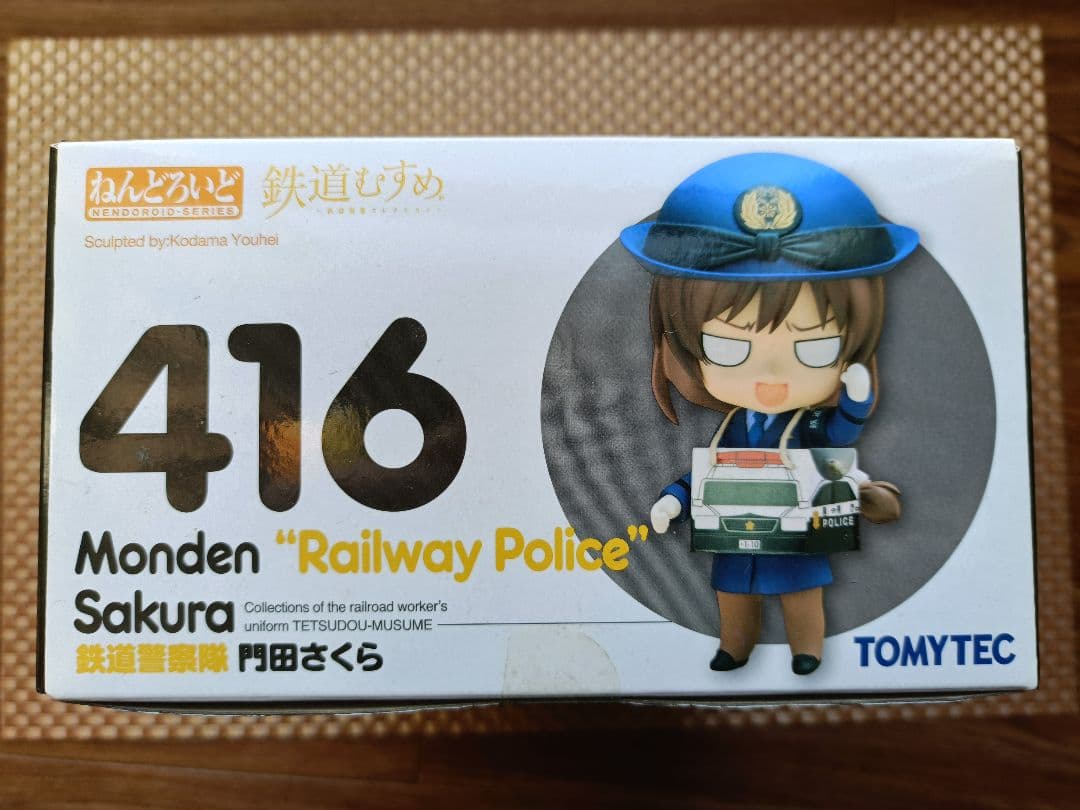 ねんどろいど
NENDOROID-SERIES
鉄道むすめ
Sculpted by:Kodama Youhei
416
Monden “Railway Police”
Sakura
Collections of the railroad worker's
uniform TETSUDOU-MUSUME
鉄道警察隊 門田さくら
POLICE
TOMYTEC